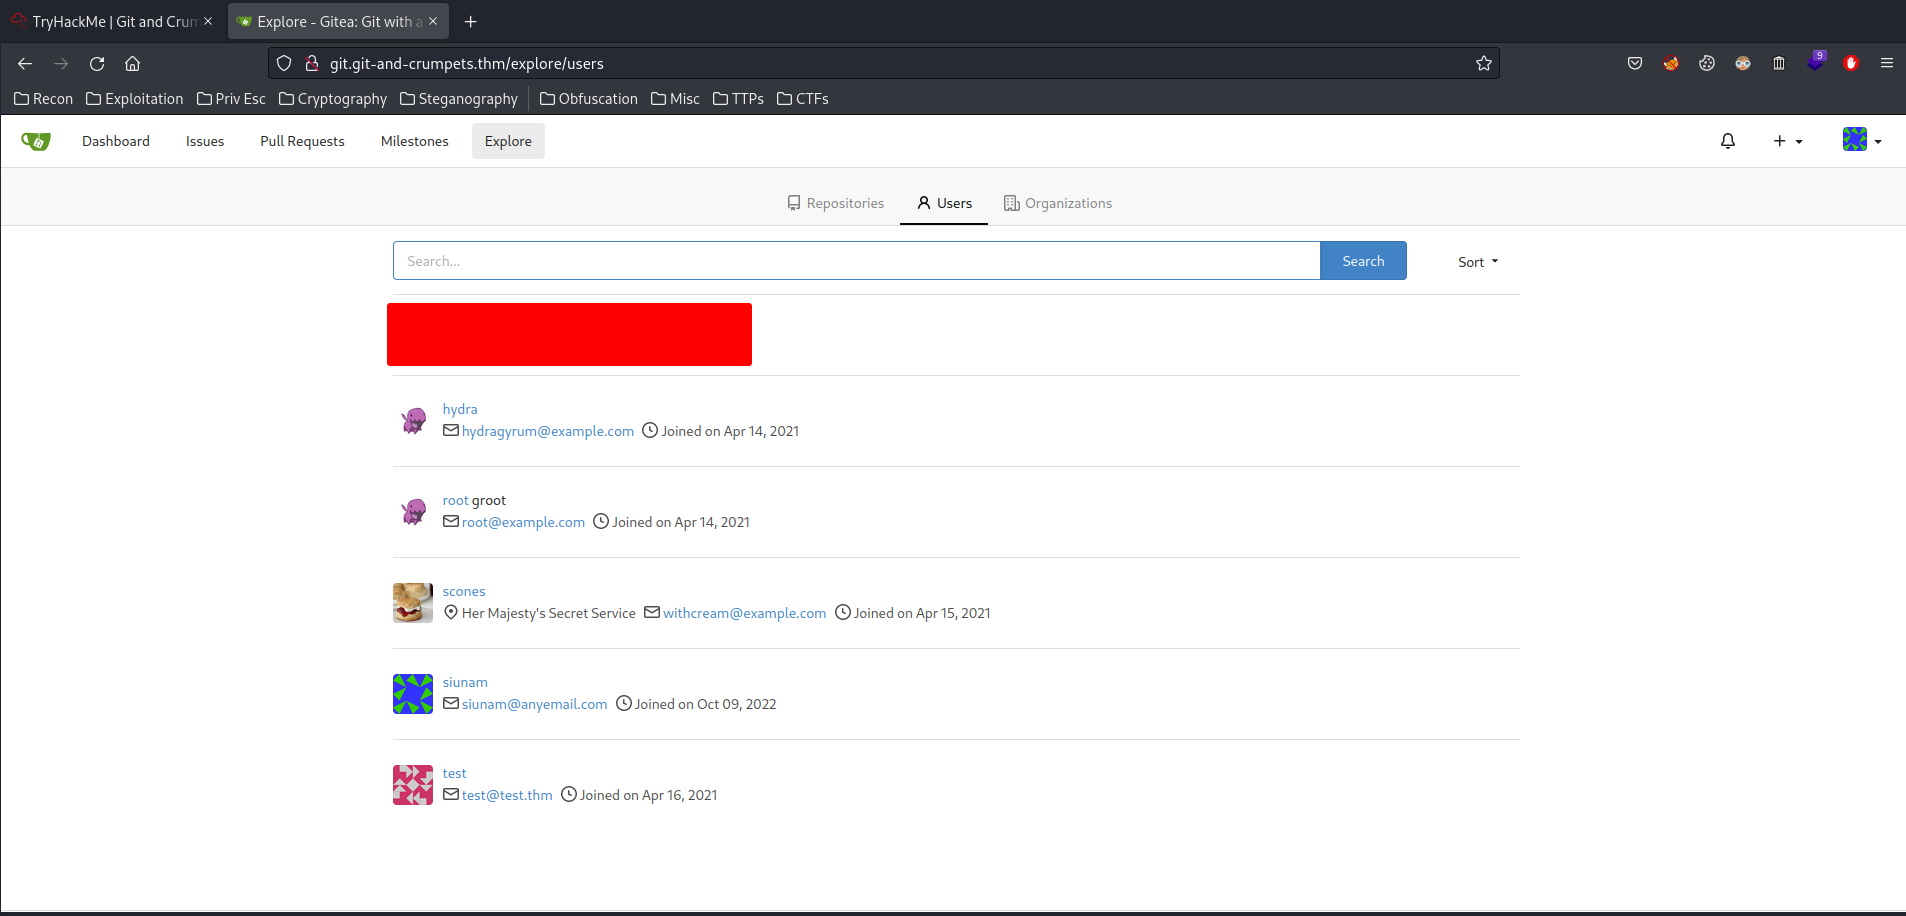 TryHackMe | Git and Crum
Explore - Gitea: Git with a
git.git-and-crumpets.thm/explore/users
9
Recon Exploitation Priv Esc Cryptography Steganography Obfuscation Misc TTPs CTFs
Dashboard Issues Pull Requests Milestones Explore
Repositories Users Organizations
Search...
Search
Sort
hydra
hydragyrum@example.com Joined on Apr 14, 2021
root groot
root@example.com Joined on Apr 14, 2021
scones
Her Majesty's Secret Service withcream@example.com Joined on Apr 15, 2021
siunam
siunam@anyemail.com Joined on Oct 09, 2022
test
test@test.thm Joined on Apr 16, 2021